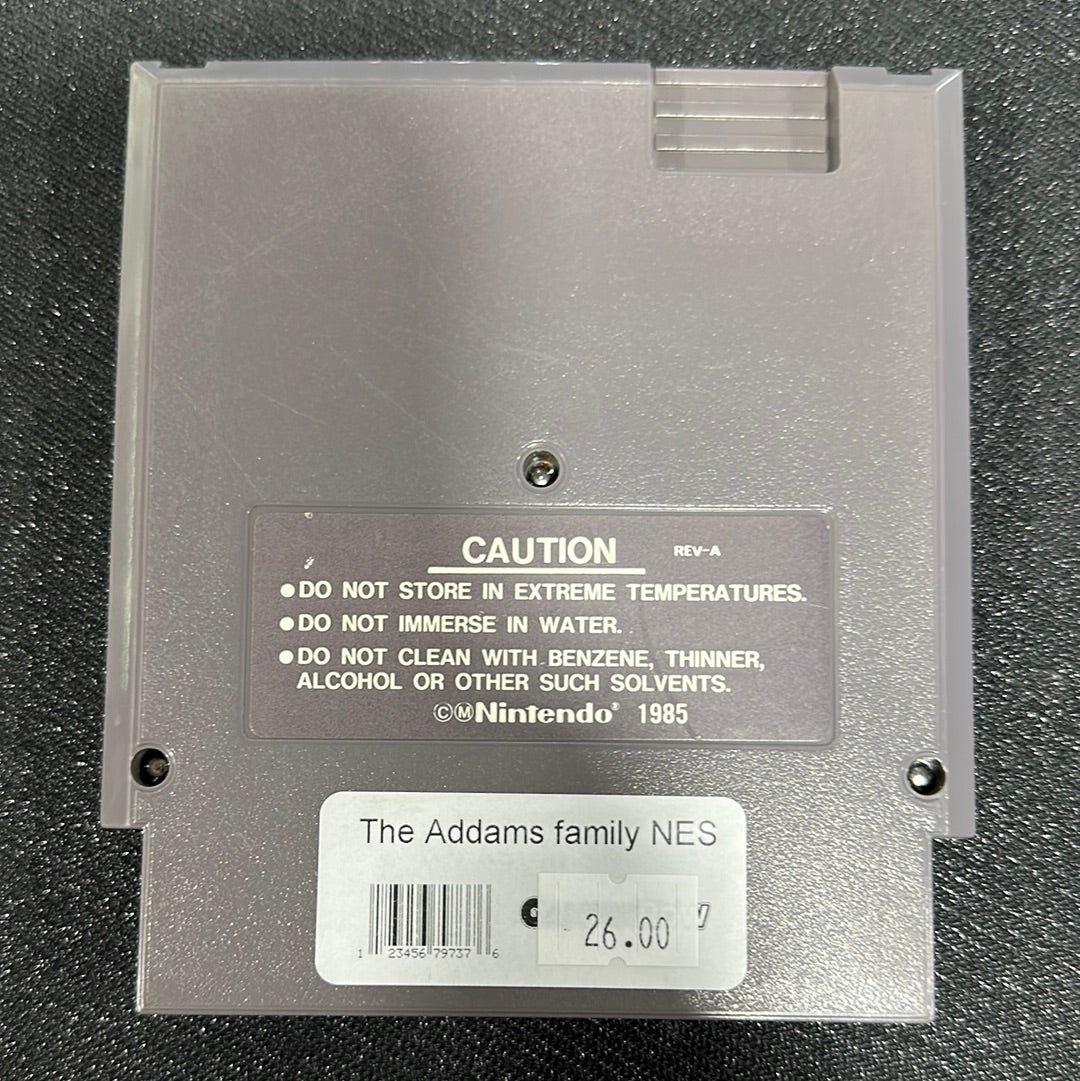 CAUTION REV-A
●DO NOT STORE IN EXTREME TEMPERATURES.
●DO NOT IMMERSE IN WATER.
●DO NOT CLEAN WITH BENZENE, THINNER,
ALCOHOL OR OTHER SUCH SOLVENTS.
©ⓂNintendo® 1985
The Addams family NES
26.00
1 23456 79737 6